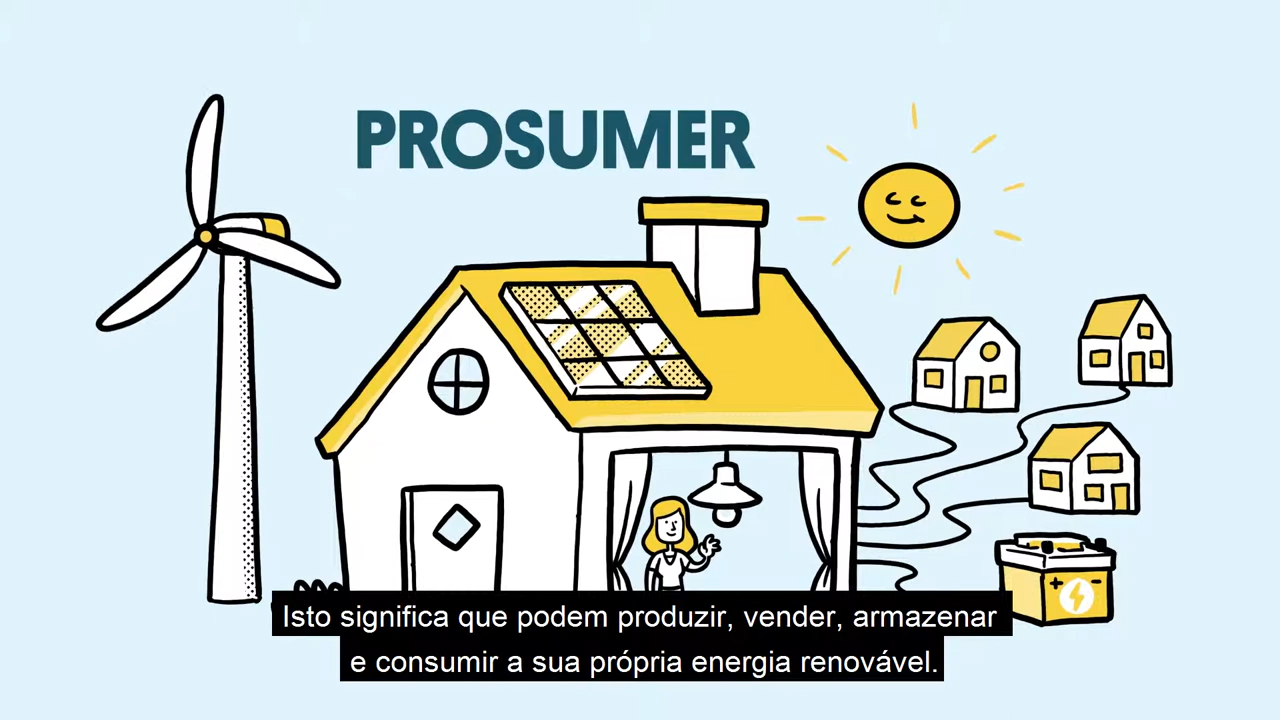 PROSUMER
Isto significa que podem produzir, vender, armazenar
e consumir a sua própria energia renovável.